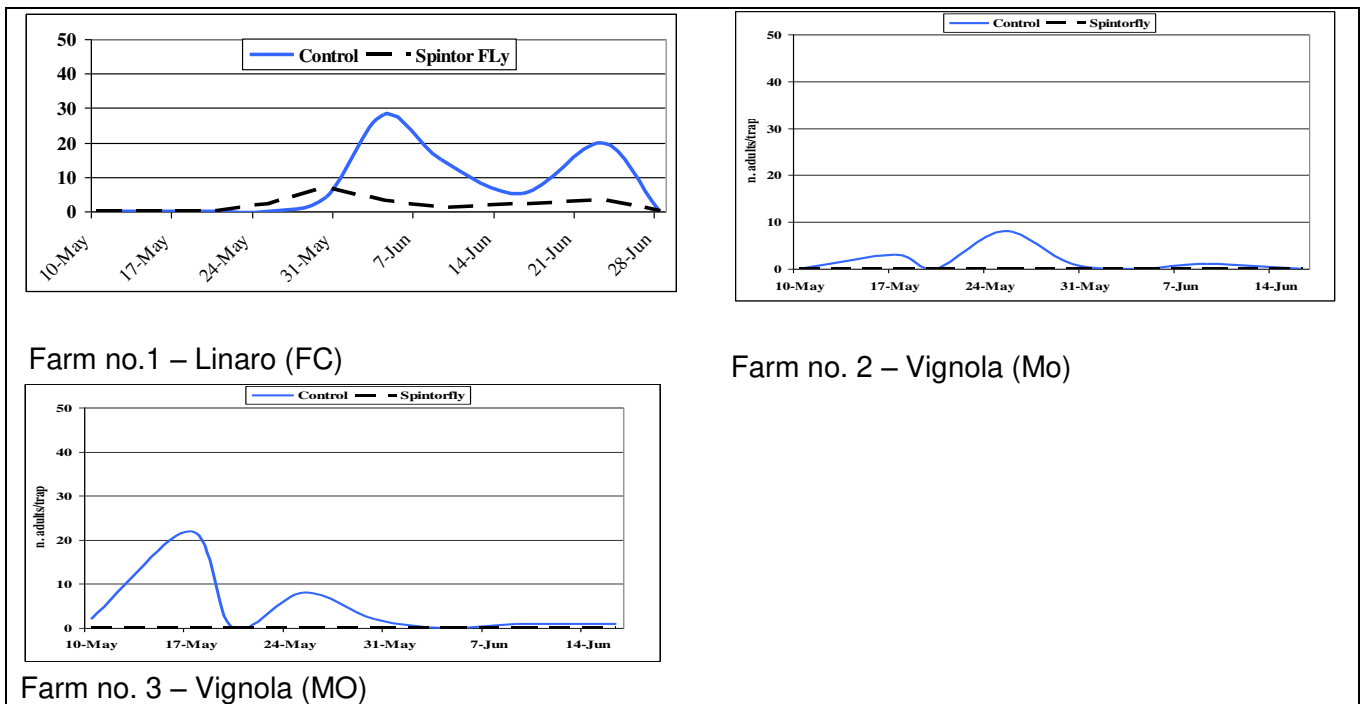 50
40
30
20
10
0
Control Spintor FLy
10-May 17-May 24-May 31-May 7-Jun 14-Jun 21-Jun 28-Jun
Farm no.1 – Linaro (FC)
Control Spintorfly
n. adults/trap
50
40
30
20
10
0
10-May 17-May 24-May 31-May 7-Jun 14-Jun
Farm no. 2 – Vignola (Mo)
Control Spintorfly
n. adults/trap
50
40
30
20
10
0
10-May 17-May 24-May 31-May 7-Jun 14-Jun
Farm no. 3 – Vignola (MO)